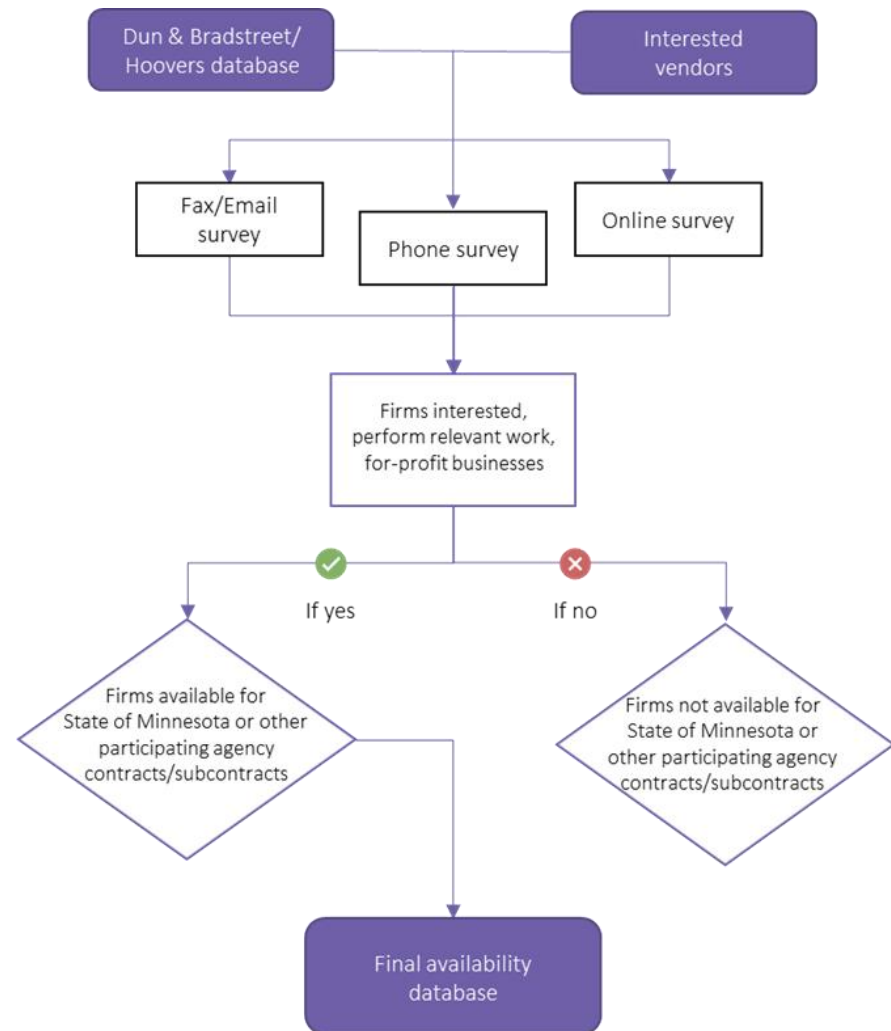 Dun & Bradstreet/
Hoovers database
Interested
vendors
Fax/Email
survey
Phone survey
Online survey
Firms interested,
perform relevant work,
for-profit businesses
If yes
If no
Firms available for
State of Minnesota or other
participating agency
contracts/subcontracts
Firms not available for
State of Minnesota or
other participating agency
contracts/subcontracts
Final availability
database